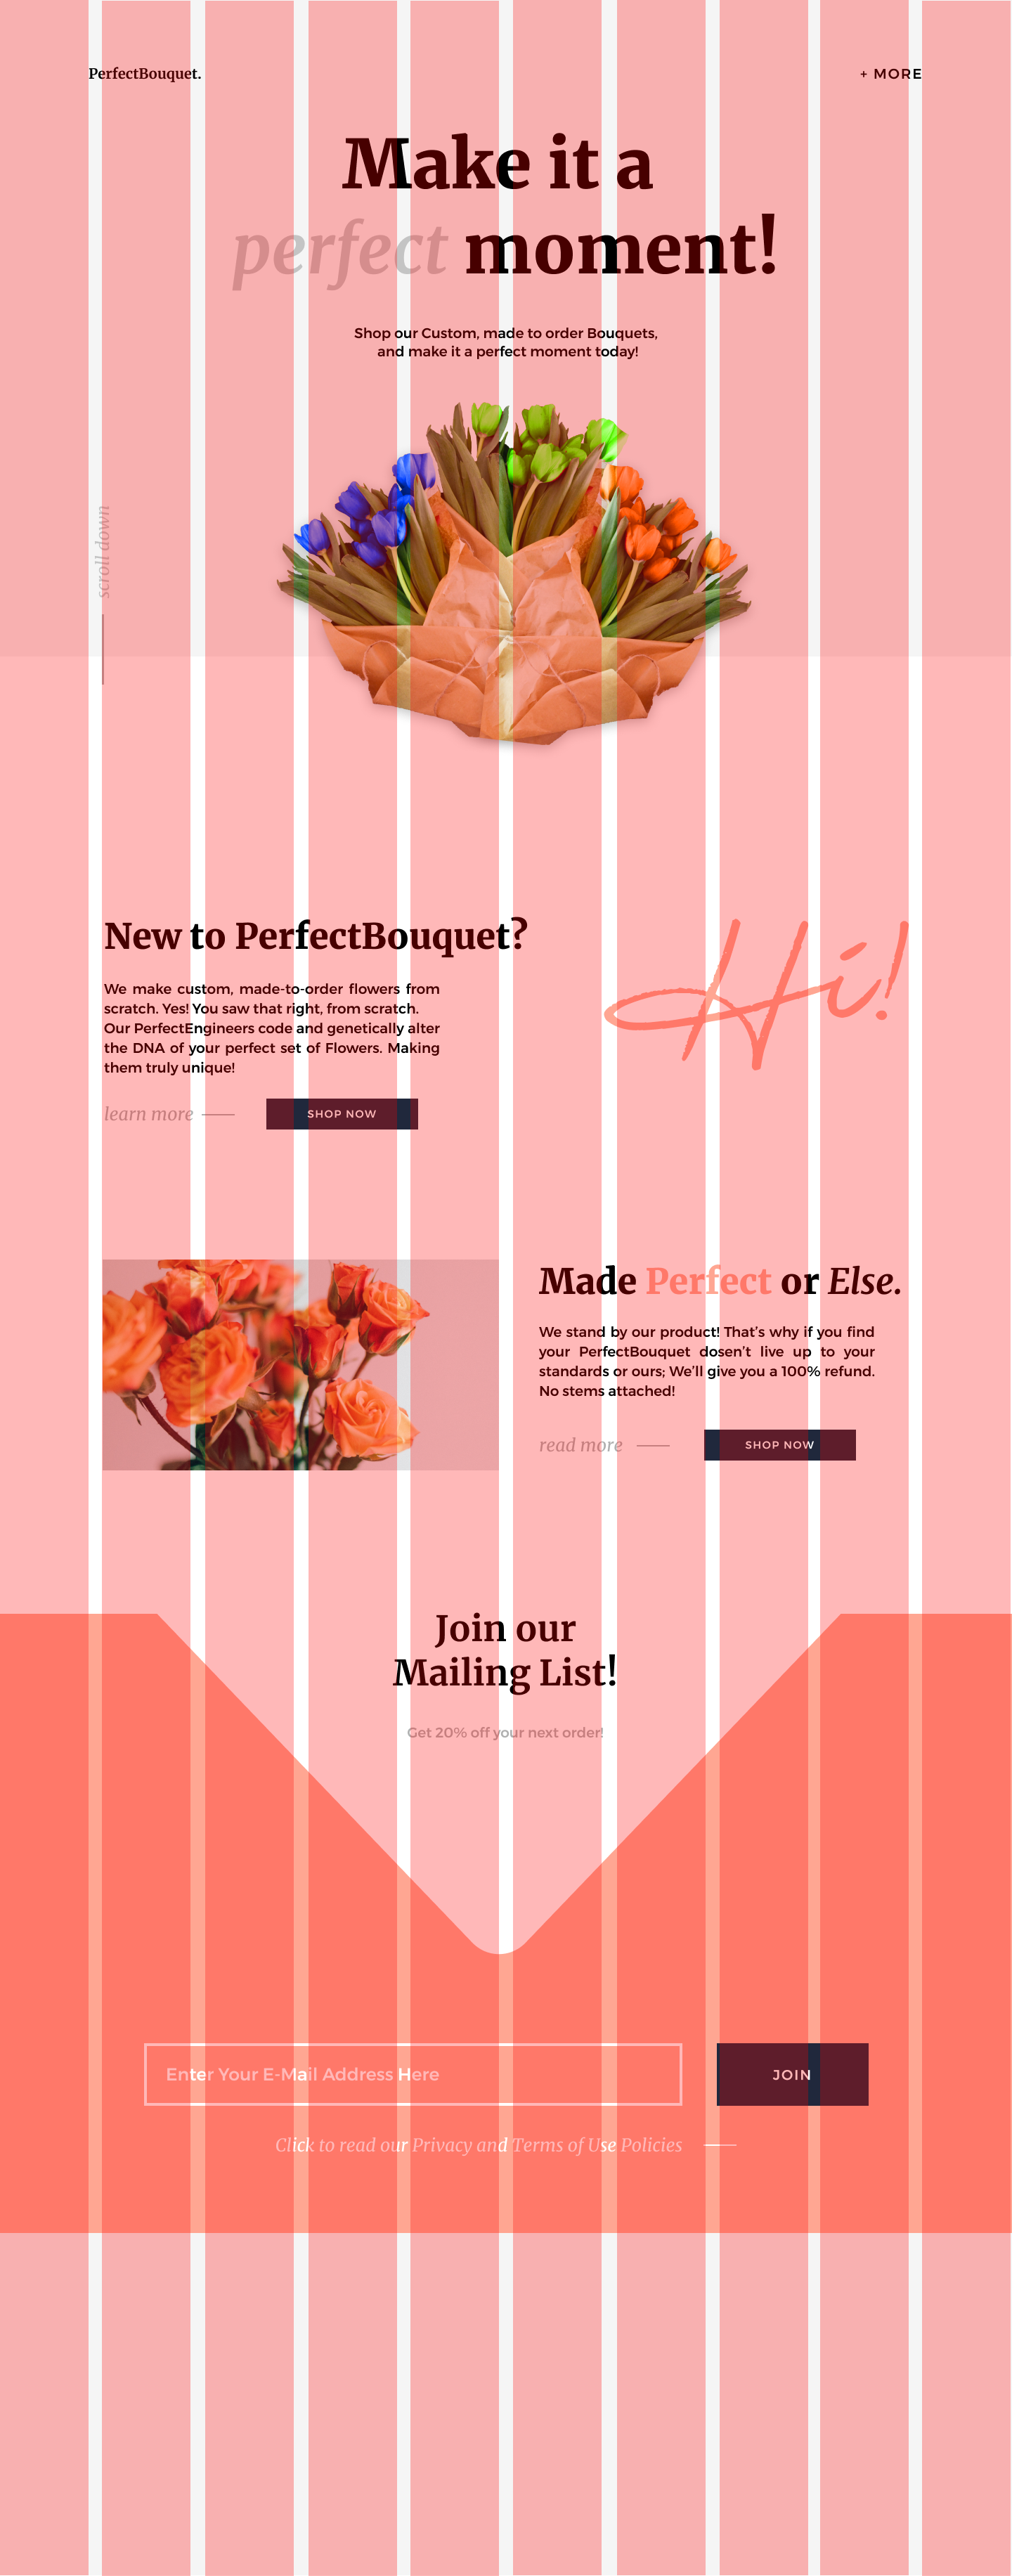 PerfectBouquet.
+ MORE
Make it a
perfect moment!
Shop our Custom, made to order Bouquets,
and make it a perfect moment today!
scroll down
New to PerfectBouquet?
Hi!
We make custom, made-to-order flowers from
scratch. Yes! You saw that right, from scratch.
Our PerfectEngineers code and genetically alter
the DNA of your perfect set of Flowers. Making
them truly unique!
learn more
SHOP NOW
Made Perfect or Else.
We stand by our product! That’s why if you find
your PerfectBouquet dosen’t live up to your
standards or ours; We’ll give you a 100% refund.
No stems attached!
read more
SHOP NOW
Join our
Mailing List!
Get 20% off your next order!
Enter Your E-Mail Address Here
JOIN
Click to read our Privacy and Terms of Use Policies